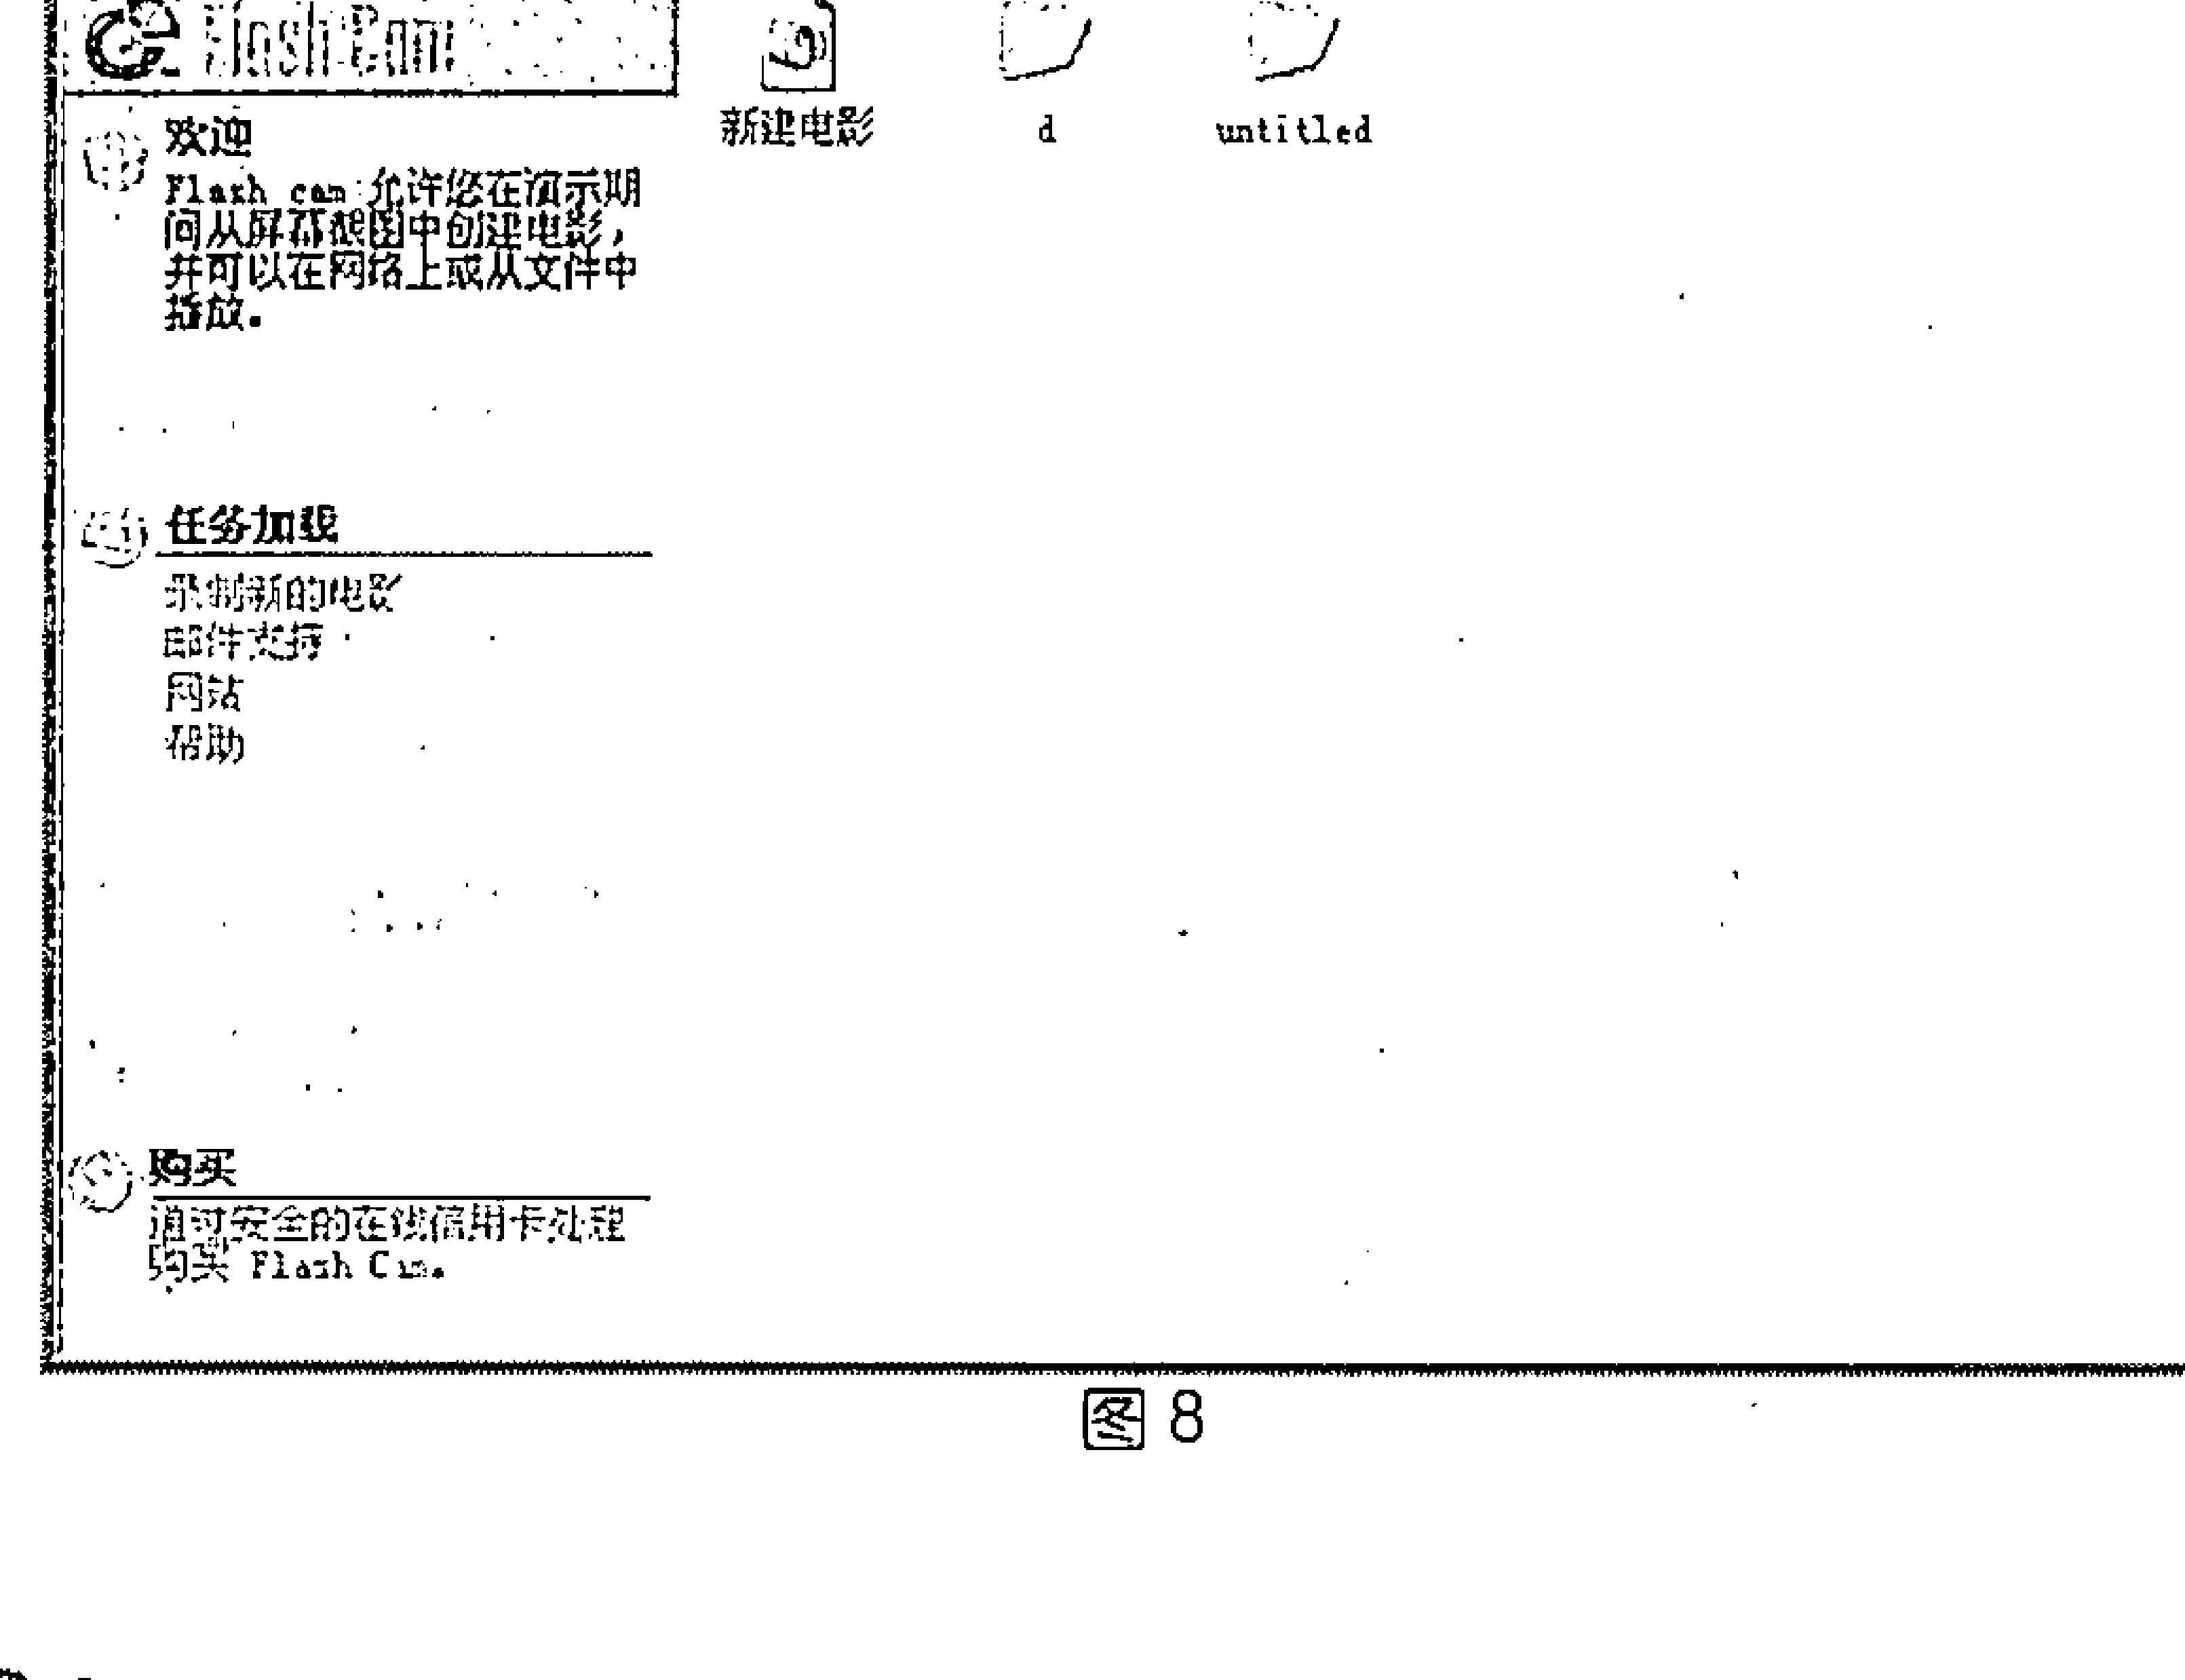 Flash Cam
新建电影
d
untitled
欢迎
Flash cam 允许您在演示期
间从屏幕截图中创建电影，
并可以在网络上或从文件中
播放.
任务加载
录制新的电影
邮件支持
网站
帮助
购买
通过安全的在线信用卡处理
购买 Flash Cam.
图 8